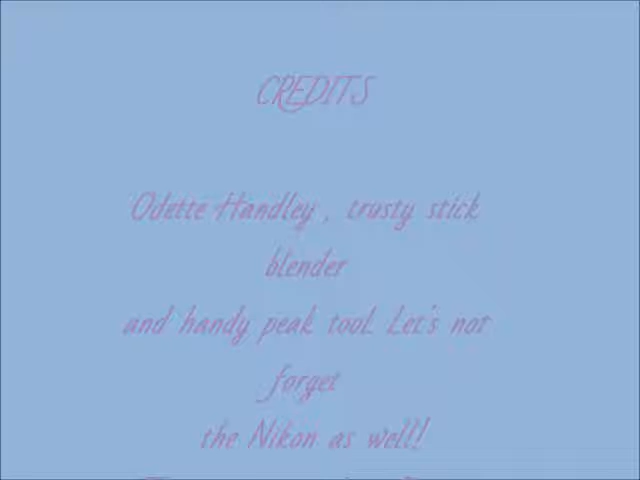 CREDITS
Odette Handley , trusty stick
blender
and handy peak tool. Let's not
forget
the Nikon as well!